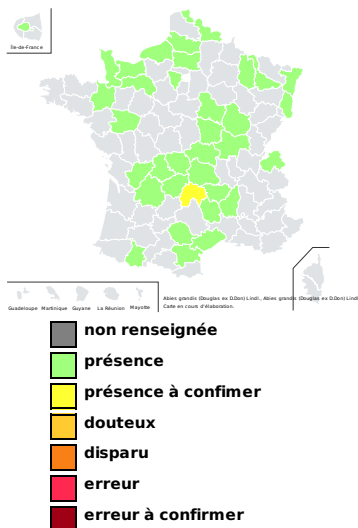 Île-de-France
Guadeloupe Martinique Guyane La Réunion Mayotte
Abies grandis (Douglas ex D.Don) Lindl., Abies grandis (Douglas ex D.Don) Lindl
Carte en cours d'élaboration.
non renseignée
présence
présence à confimer
douteux
disparu
erreur
erreur à confirmer